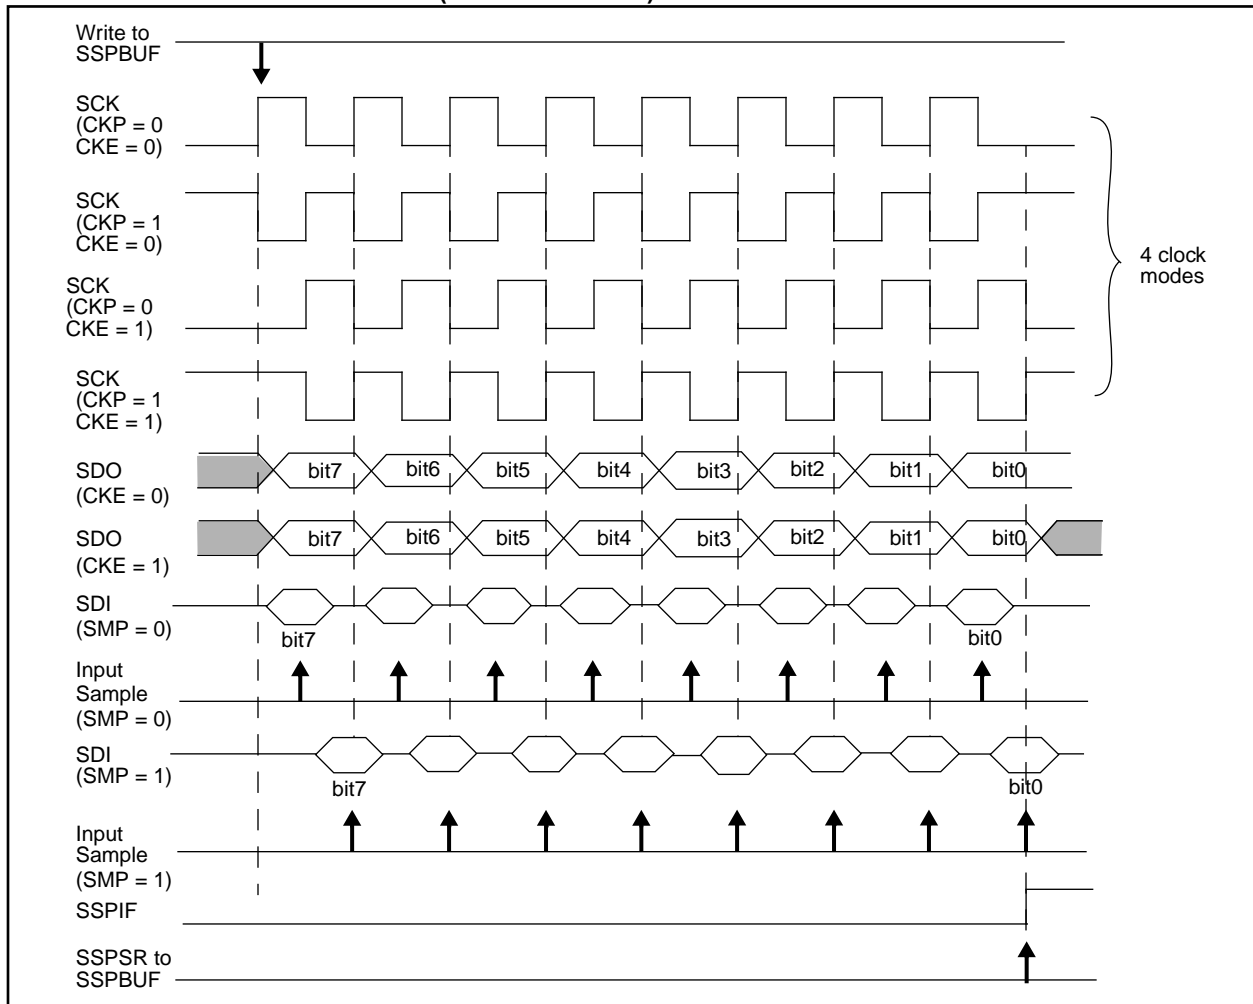 Write to
SSPBUF
SCK
(CKP = 0
CKE = 0)
SCK
(CKP = 1
CKE = 0)
SCK
(CKP = 0
CKE = 1)
SCK
(CKP = 1
CKE = 1)
4 clock
modes
SDO
(CKE = 0)
bit7 bit6 bit5 bit4 bit3 bit2 bit1 bit0
SDO
(CKE = 1)
bit7 bit6 bit5 bit4 bit3 bit2 bit1 bit0
SDI
(SMP = 0)
bit7 bit0
Input
Sample
(SMP = 0)
SDI
(SMP = 1)
bit7 bit0
Input
Sample
(SMP = 1)
SSPIF
SSPSR to
SSPBUF